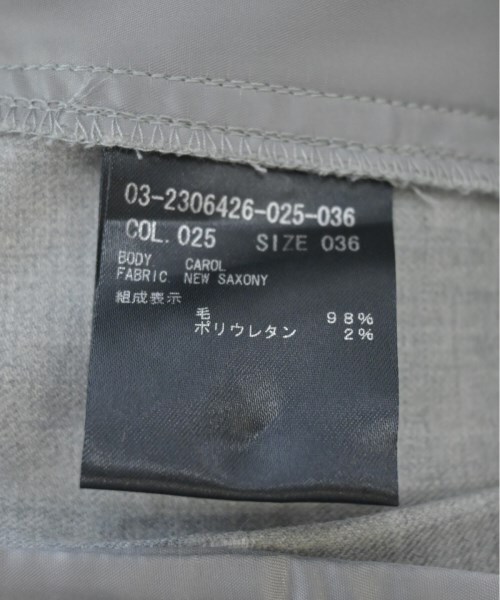 03-2306426-025-036
COL. 025 SIZE 036
BODY CAROL
FABRIC NEW SAXONY
組成表示
毛 98%
ポリウレタン 2%